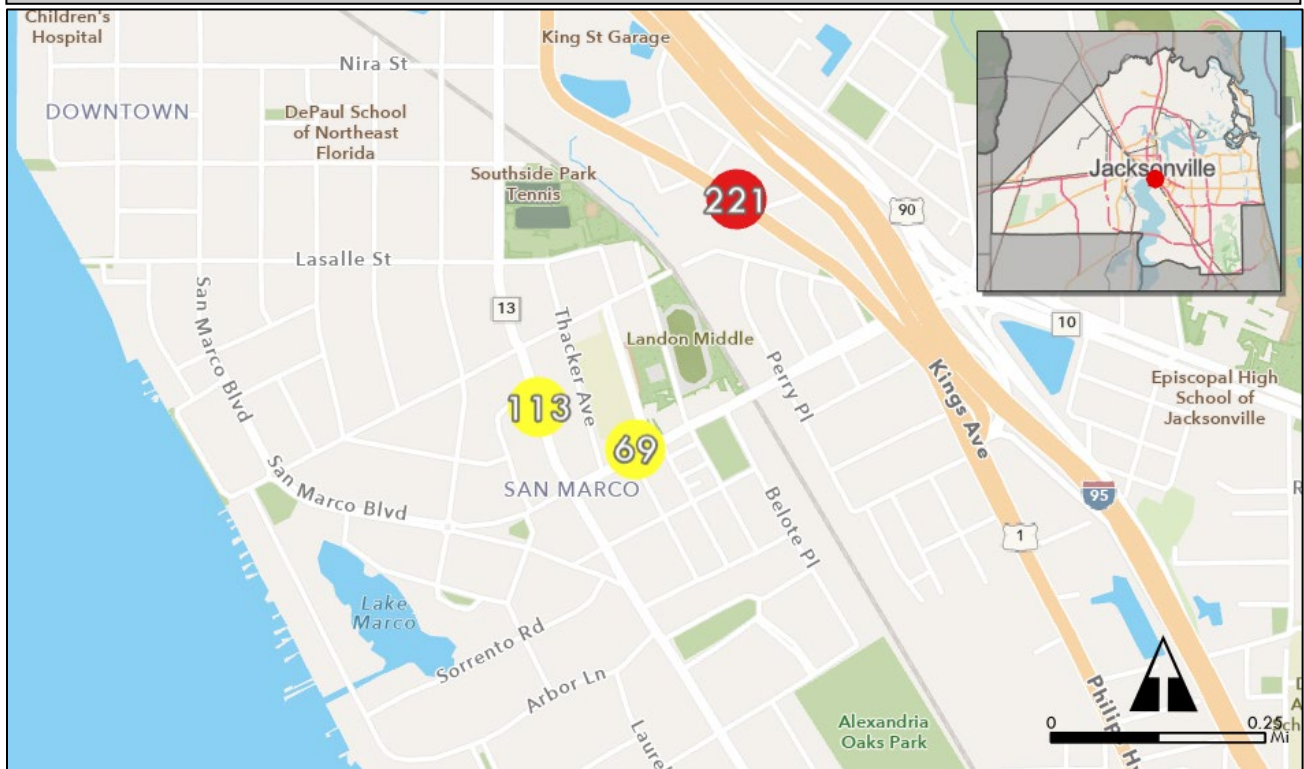 Children's
Hospital
King St Garage
Nira St
DOWNTOWN
DePaul School
of Northeast
Florida
Southside Park
Tennis
221
90
Jacksonville
Lasalle St
San Marco Blvd
13
Thacker Ave
Landon Middle
10
Perry Pl
Kings Ave
Episcopal High
School of
Jacksonville
113
69
SAN MARCO
San Marco Blvd
95
1
Belote Pl
Lake
Marco
Sorrento Rd
Arbor Ln
Alexandria
Oaks Park
0
0.25
Mi